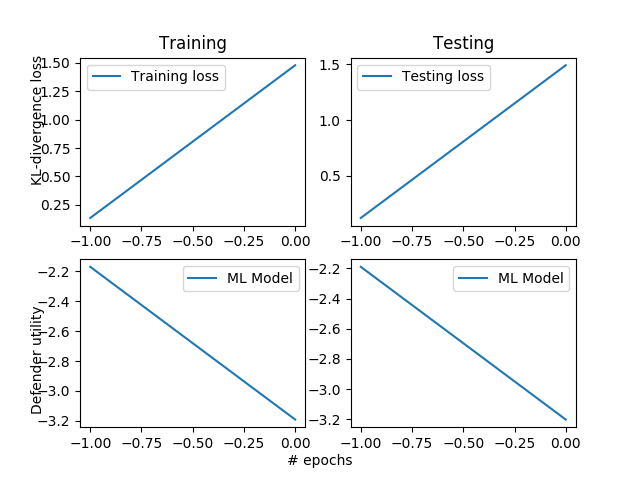 Training
Testing
KL-divergence loss
1.50
1.25
1.00
0.75
0.50
0.25
Training loss
−1.00 −0.75 −0.50 −0.25 0.00
1.5
1.0
0.5
Testing loss
−1.00 −0.75 −0.50 −0.25 0.00
Defender utility
−2.2
−2.4
−2.6
−2.8
−3.0
−3.2
ML Model
−1.00 −0.75 −0.50 −0.25 0.00
−2.2
−2.4
−2.6
−2.8
−3.0
−3.2
ML Model
−1.00 −0.75 −0.50 −0.25 0.00
# epochs